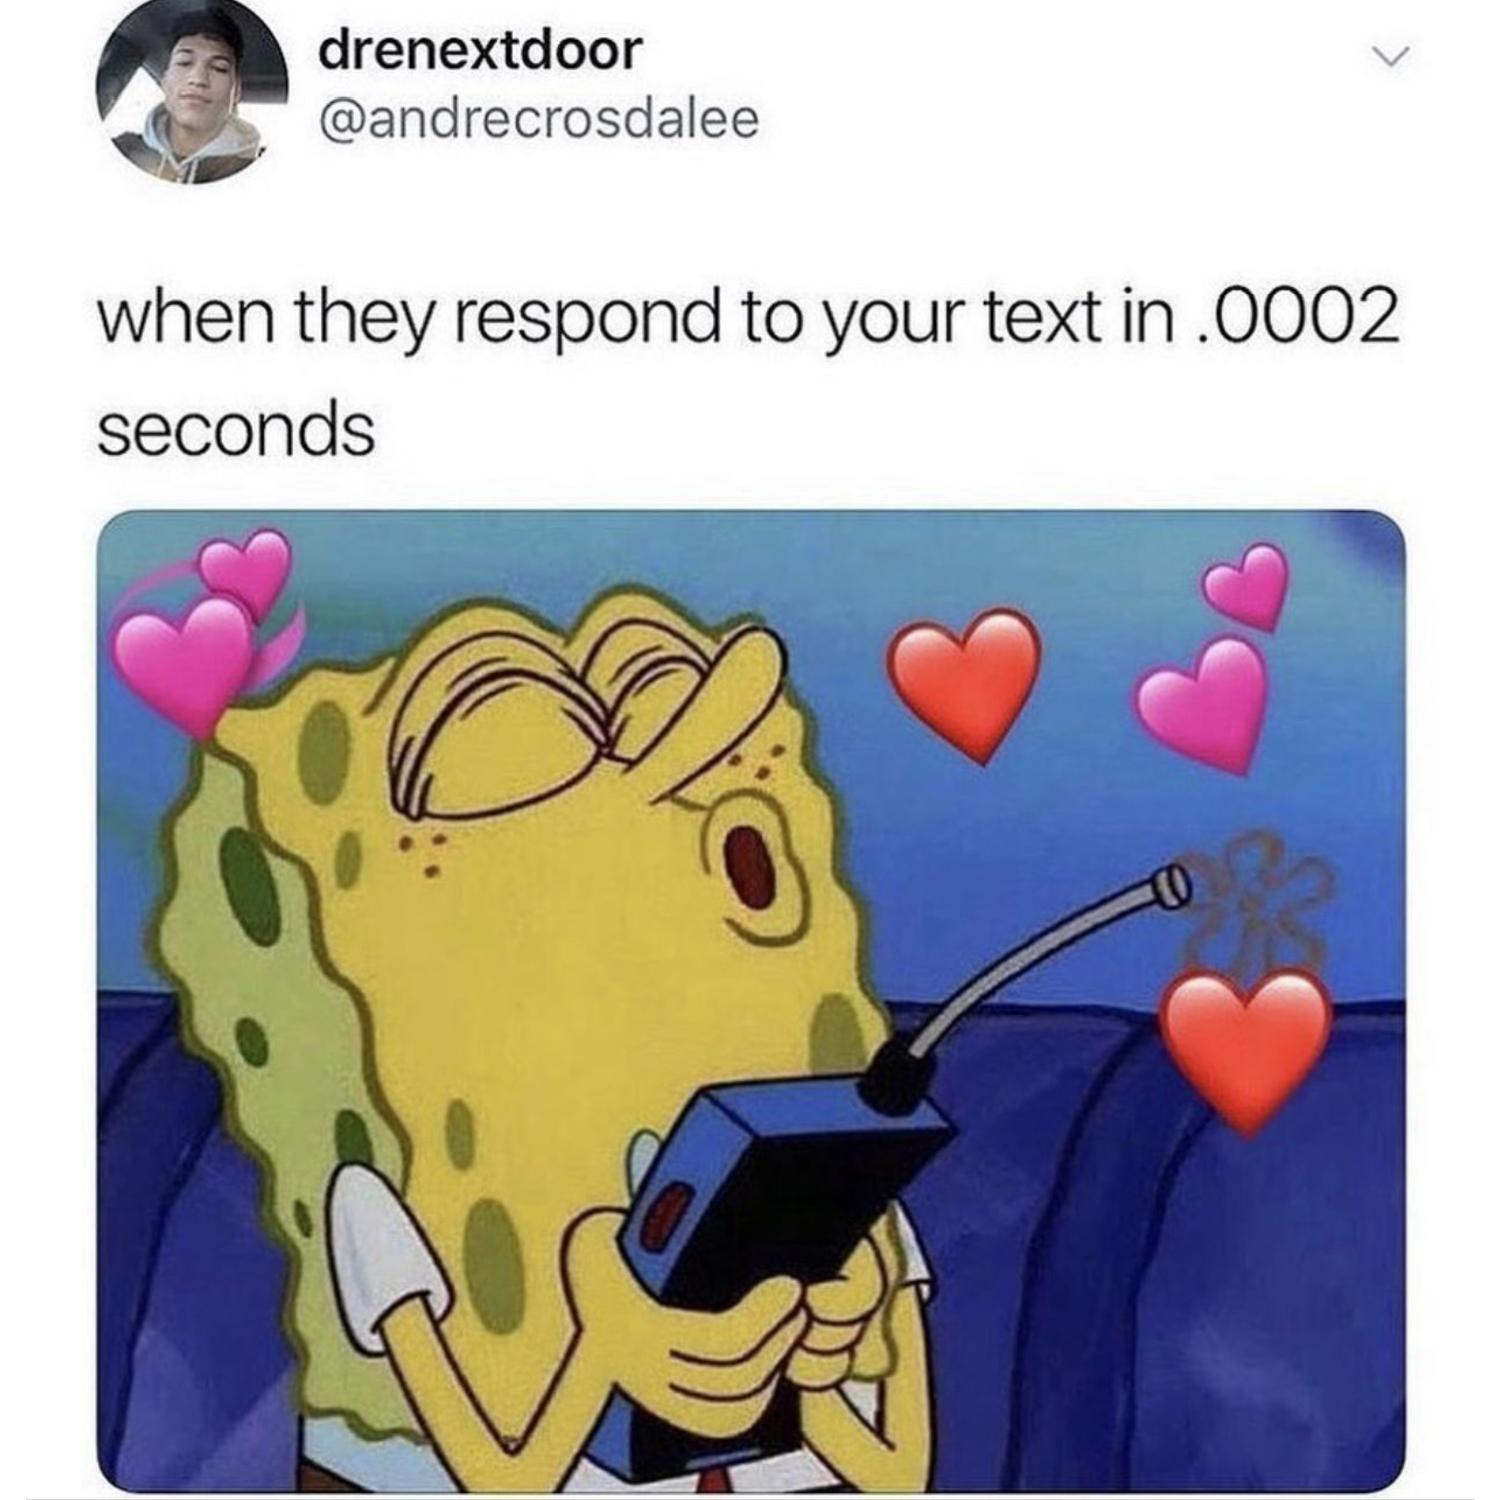 drenextdoor
@andrecrosdalee
when they respond to your text in .0002
seconds